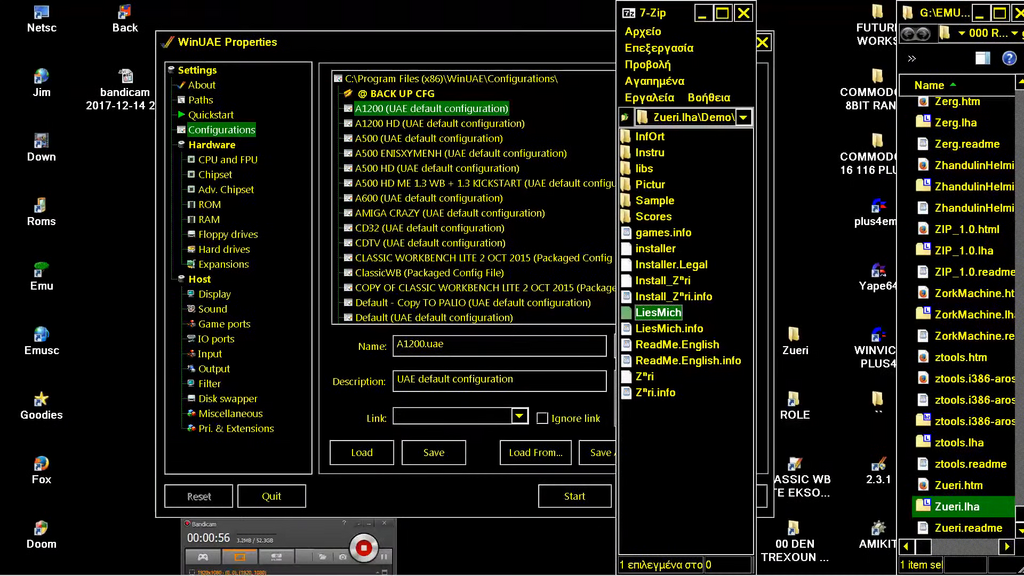 Netsc
Back
Jim
bandicam
2017-12-14 2
Down
Roms
Emu
Emusc
Goodies
Fox
Doom
WinUAE Properties
Settings
About
Paths
Quickstart
Configurations
Hardware
CPU and FPU
Chipset
Adv. Chipset
ROM
RAM
Floppy drives
Hard drives
Expansions
Host
Display
Sound
Game ports
IO ports
Input
Output
Filter
Disk swapper
Miscellaneous
Pri. & Extensions
C:\Program Files (x86)\WinUAE\Configurations\
@ BACK UP CFG
A1200 (UAE default configuration)
A1200 HD (UAE default configuration)
A500 (UAE default configuration)
A500 ENISXYMENH (UAE default configuration)
A500 HD (UAE default configuration)
A500 HD ME 1.3 WB + 1.3 KICKSTART (UAE default configu
A600 (UAE default configuration)
AMIGA CRAZY (UAE default configuration)
CD32 (UAE default configuration)
CDTV (UAE default configuration)
CLASSIC WORKBENCH LITE 2 OCT 2015 (Packaged Config
ClassicWB (Packaged Config File)
COPY OF CLASSIC WORKBENCH LITE 2 OCT 2015 (Package
Default - Copy TO PALIO (UAE default configuration)
Default (UAE default configuration)
Name: A1200.uae
Description: UAE default configuration
Link: Ignore link
Load Save Load From... Save
Reset Quit Start
Bandicam
00:00:56 3.2MB / 52.3GB
7-Zip
Αρχείο
Επεξεργασία
Προβολή
Αγαπημένα
Εργαλεία Βοήθεια
Zueri.lha\Demo\
InfOrt
Instru
libs
Pictur
Sample
Scores
games.info
installer
Installer.Legal
Install_Z"ri
Install_Z"ri.info
LiesMich
LiesMich.info
ReadMe.English
ReadMe.English.info
Z"ri
Z"ri.info
1 επιλεγμένα στο 0
Zueri
ROLE
ASSIC WB
TE EKSO...
00 DEN
TREXOUN ...
FUTUR
WORKS
COMMOD
8BIT RAN
COMMOD
16 116 PLU
plus4em
Yape64
WINVIC
PLUS4
2.3.1
AMIKIT
G:\EMU...
000 R...
Name
Zerg.htm
Zerg.lha
Zerg.readme
ZhandulinHelmi
ZhandulinHelmi
ZIP_1.0.html
ZIP_1.0.lha
ZIP_1.0.readme
ZorkMachine.ht
ZorkMachine.lh
ZorkMachine.re
ztools.htm
ztools.i386-aros
ztools.i386-aros
ztools.i386-aros
ztools.lha
ztools.readme
Zueri.htm
Zueri.lha
Zueri.readme
1 item sel